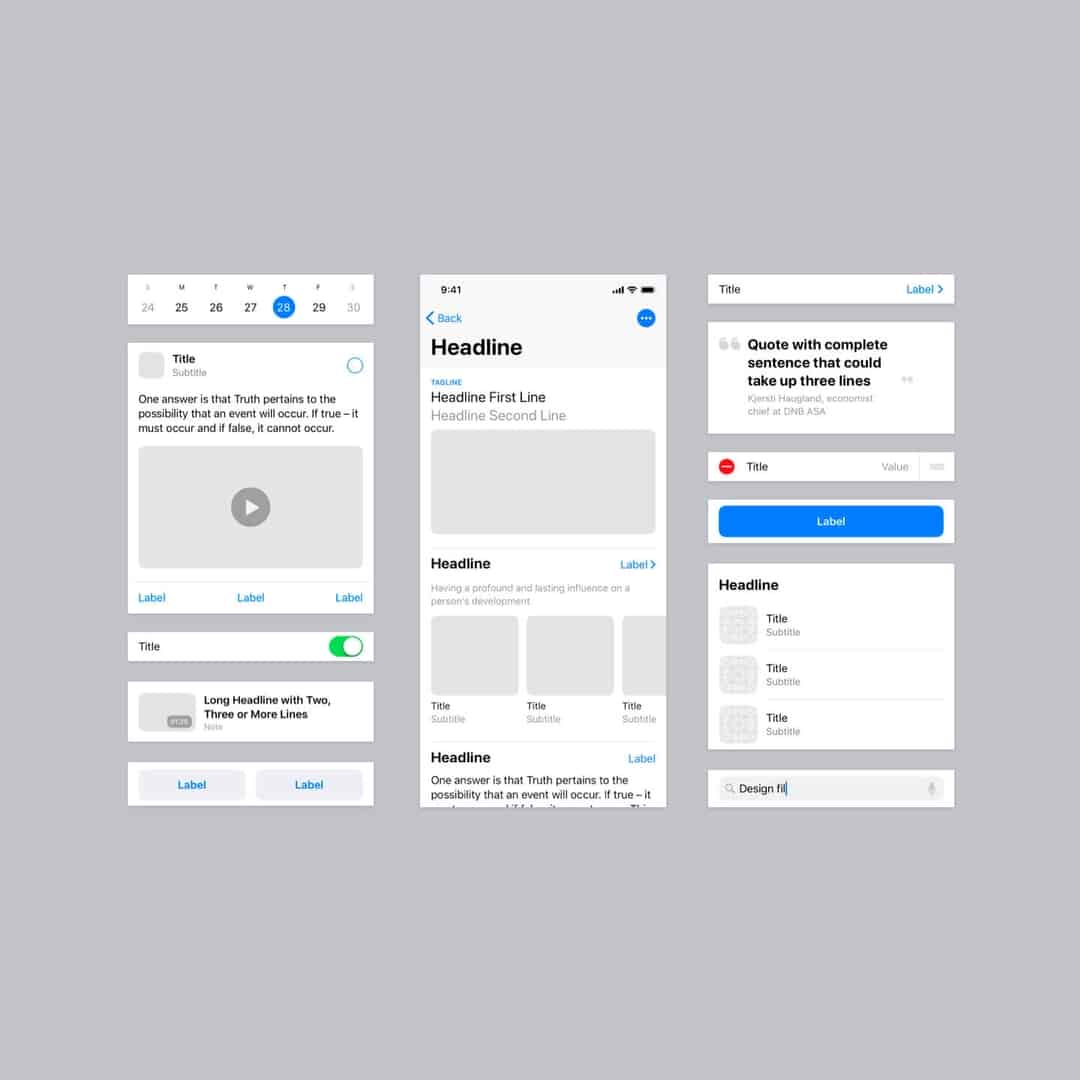 S M T W T F S
24 25 26 27 28 29 30
Title
Subtitle
One answer is that Truth pertains to the
possibility that an event will occur. If true – it
must occur and if false, it cannot occur.
Label Label Label
Title
Long Headline with Two,
Three or More Lines
Note
01:25
Label Label
9:41
Back
Headline
TAGLINE
Headline First Line
Headline Second Line
Headline Label
Having a profound and lasting influence on a
person's development
Title Title Title
Subtitle Subtitle Subtitle
Headline Label
One answer is that Truth pertains to the
possibility that an event will occur. If true – it
Title Label
Quote with complete
sentence that could
take up three lines
Kjersti Haugland, economist
chief at DNB ASA
Title Value
Label
Headline
Title
Subtitle
Title
Subtitle
Title
Subtitle
Design fil